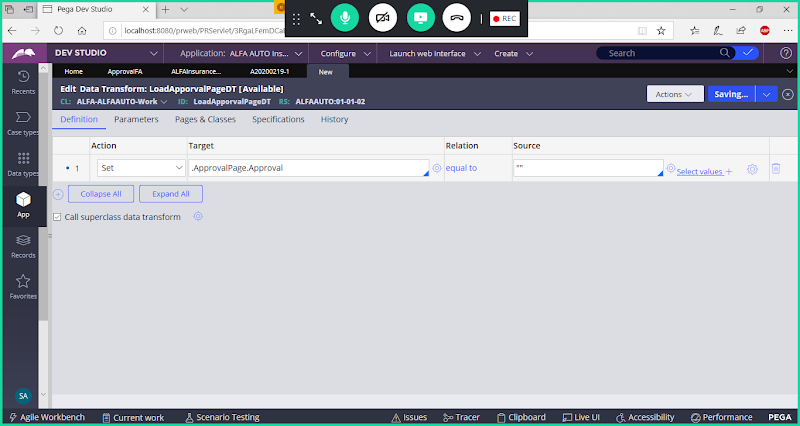 Pega Dev Studio
REC
localhost:8080/prweb/PRServlet/3RgaLFemDCal
DEV STUDIO
Application: ALFA AUTO Ins...
Configure
Launch web Interface
Create
Search
Home
ApprovalFA
ALFAInsurance...
A20200219-1
New
Recents
Case types
Data types
App
Records
Favorites
SA
Edit Data Transform: LoadApporvalPageDT [Available]
CL: ALFA-ALFAAUTO-Work ID: LoadApporvalPageDT RS: ALFAAUTO:01-01-02
Actions
Saving...
Definition Parameters Pages & Classes Specifications History
Action Target Relation Source
1 Set .ApprovalPage.Approval equal to "" Select values +
Collapse All Expand All
Call superclass data transform
Agile Workbench Current work Scenario Testing Issues Tracer Clipboard Live UI Accessibility Performance PEGA